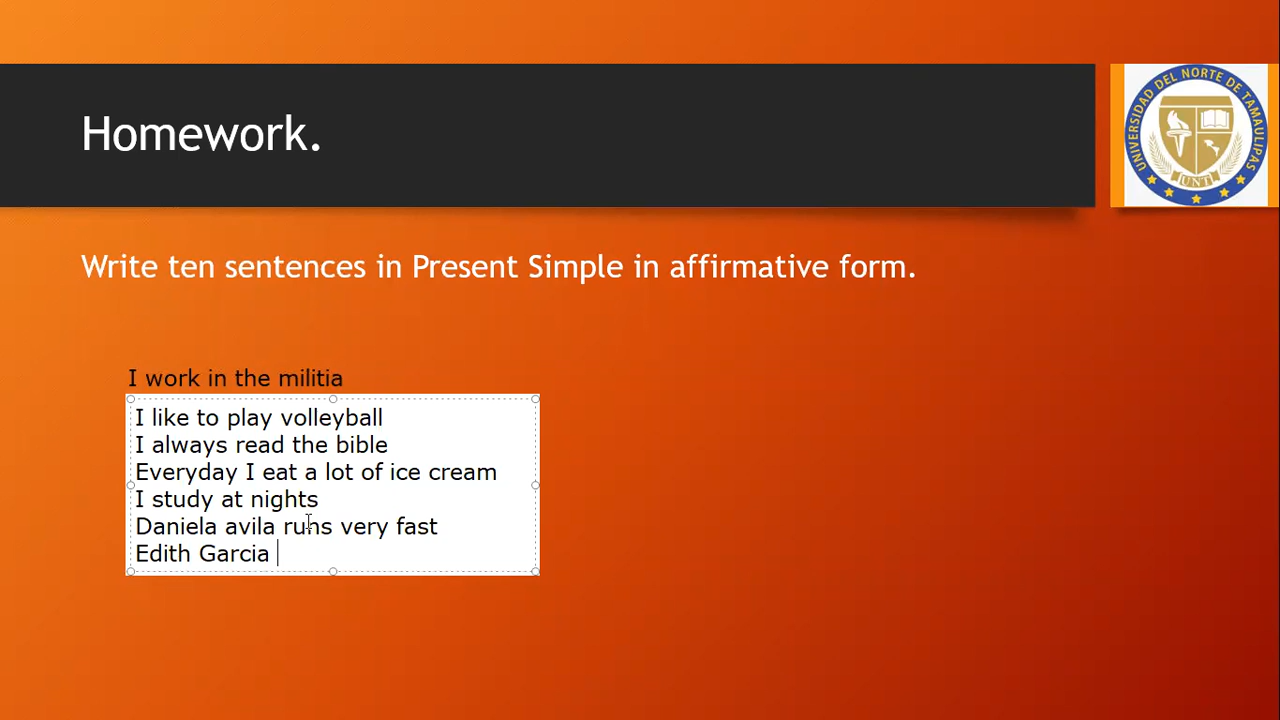 Homework.
UNIVERSIDAD DEL NORTE DE TAMAULIPAS
UNT
Write ten sentences in Present Simple in affirmative form.
I work in the militia
I like to play volleyball
I always read the bible
Everyday I eat a lot of ice cream
I study at nights
Daniela avila runs very fast
Edith Garcia